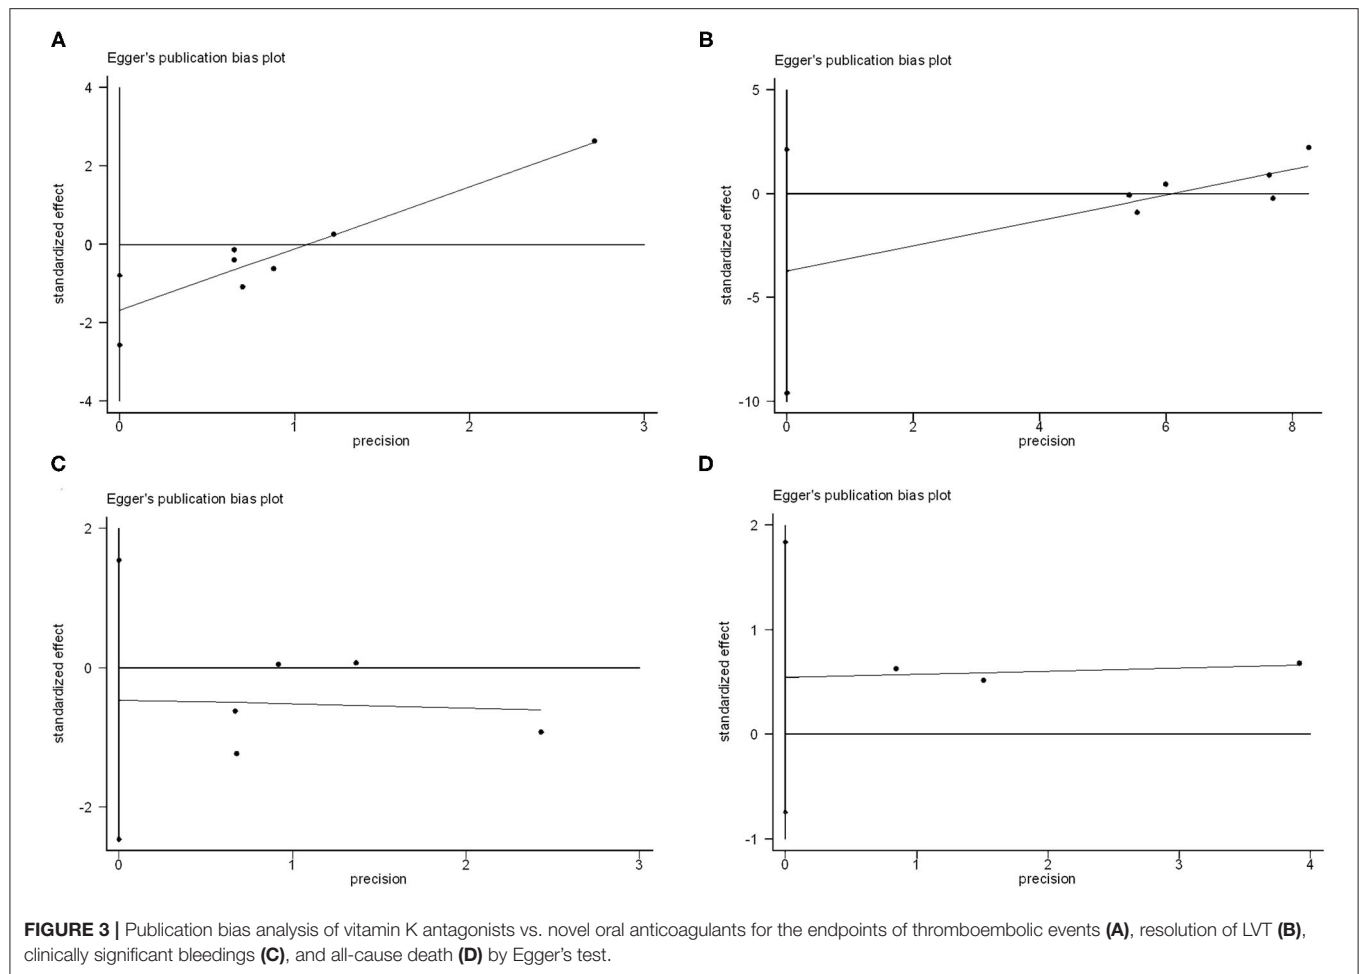 A
Egger's publication bias plot
4
2
0
-2
-4
standardized effect
0 1 2 3
precision
B
Egger's publication bias plot
5
0
-5
-10
standardized effect
0 2 4 6 8
precision
C
Egger's publication bias plot
2
0
-2
standardized effect
0 1 2 3
precision
D
Egger's publication bias plot
2
1
0
-1
standardized effect
0 1 2 3 4
precision
FIGURE 3 | Publication bias analysis of vitamin K antagonists vs. novel oral anticoagulants for the endpoints of thromboembolic events (A), resolution of LVT (B),
clinically significant bleedings (C), and all-cause death (D) by Egger’s test.